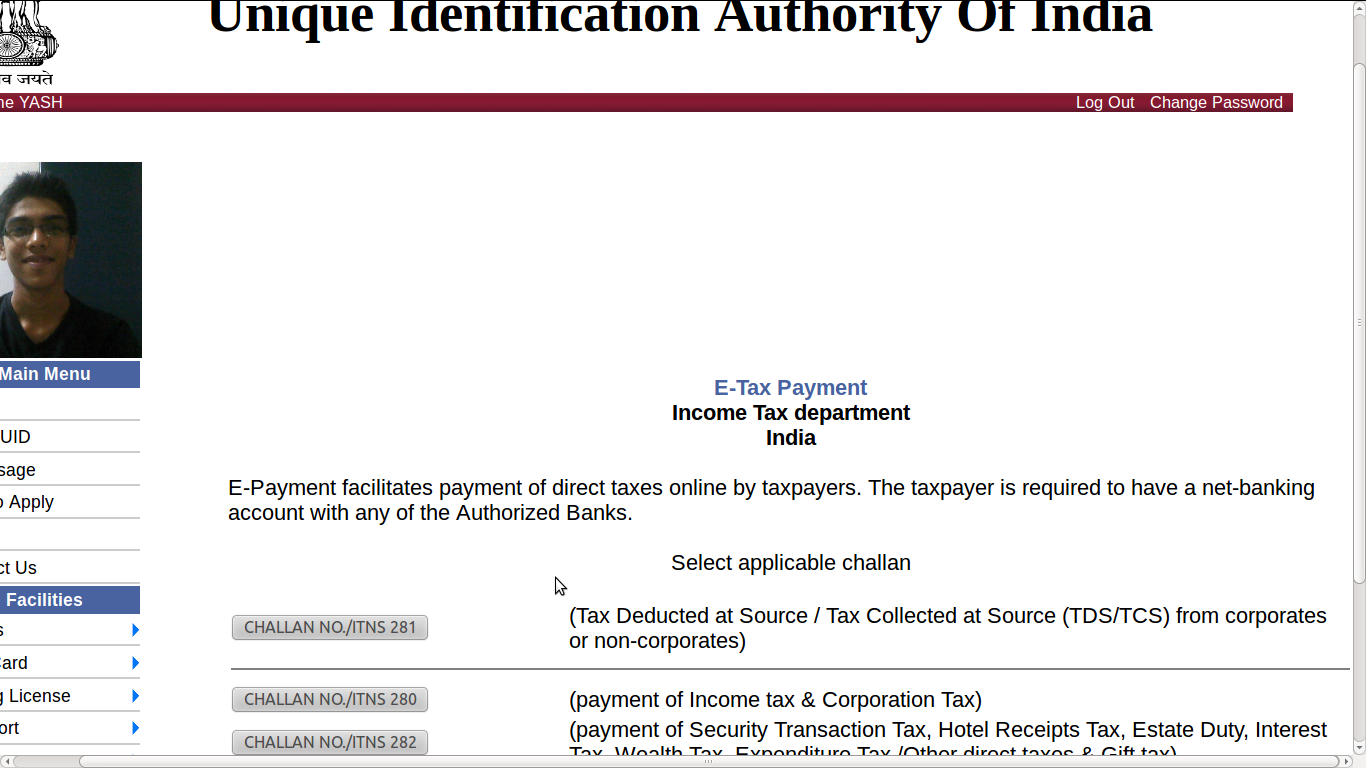 Unique Identification Authority Of India
व जयते
ne YASH
Log Out Change Password
Main Menu
UID
sage
o Apply
ct Us
Facilities
s
Card
g License
ort
E-Tax Payment
Income Tax department
India
E-Payment facilitates payment of direct taxes online by taxpayers. The taxpayer is required to have a net-banking
account with any of the Authorized Banks.
Select applicable challan
CHALLAN NO./ITNS 281
(Tax Deducted at Source / Tax Collected at Source (TDS/TCS) from corporates
or non-corporates)
CHALLAN NO./ITNS 280
(payment of Income tax & Corporation Tax)
CHALLAN NO./ITNS 282
(payment of Security Transaction Tax, Hotel Receipts Tax, Estate Duty, Interest
Tax, Wealth Tax, Expenditure Tax /Other direct taxes & Gift tax)